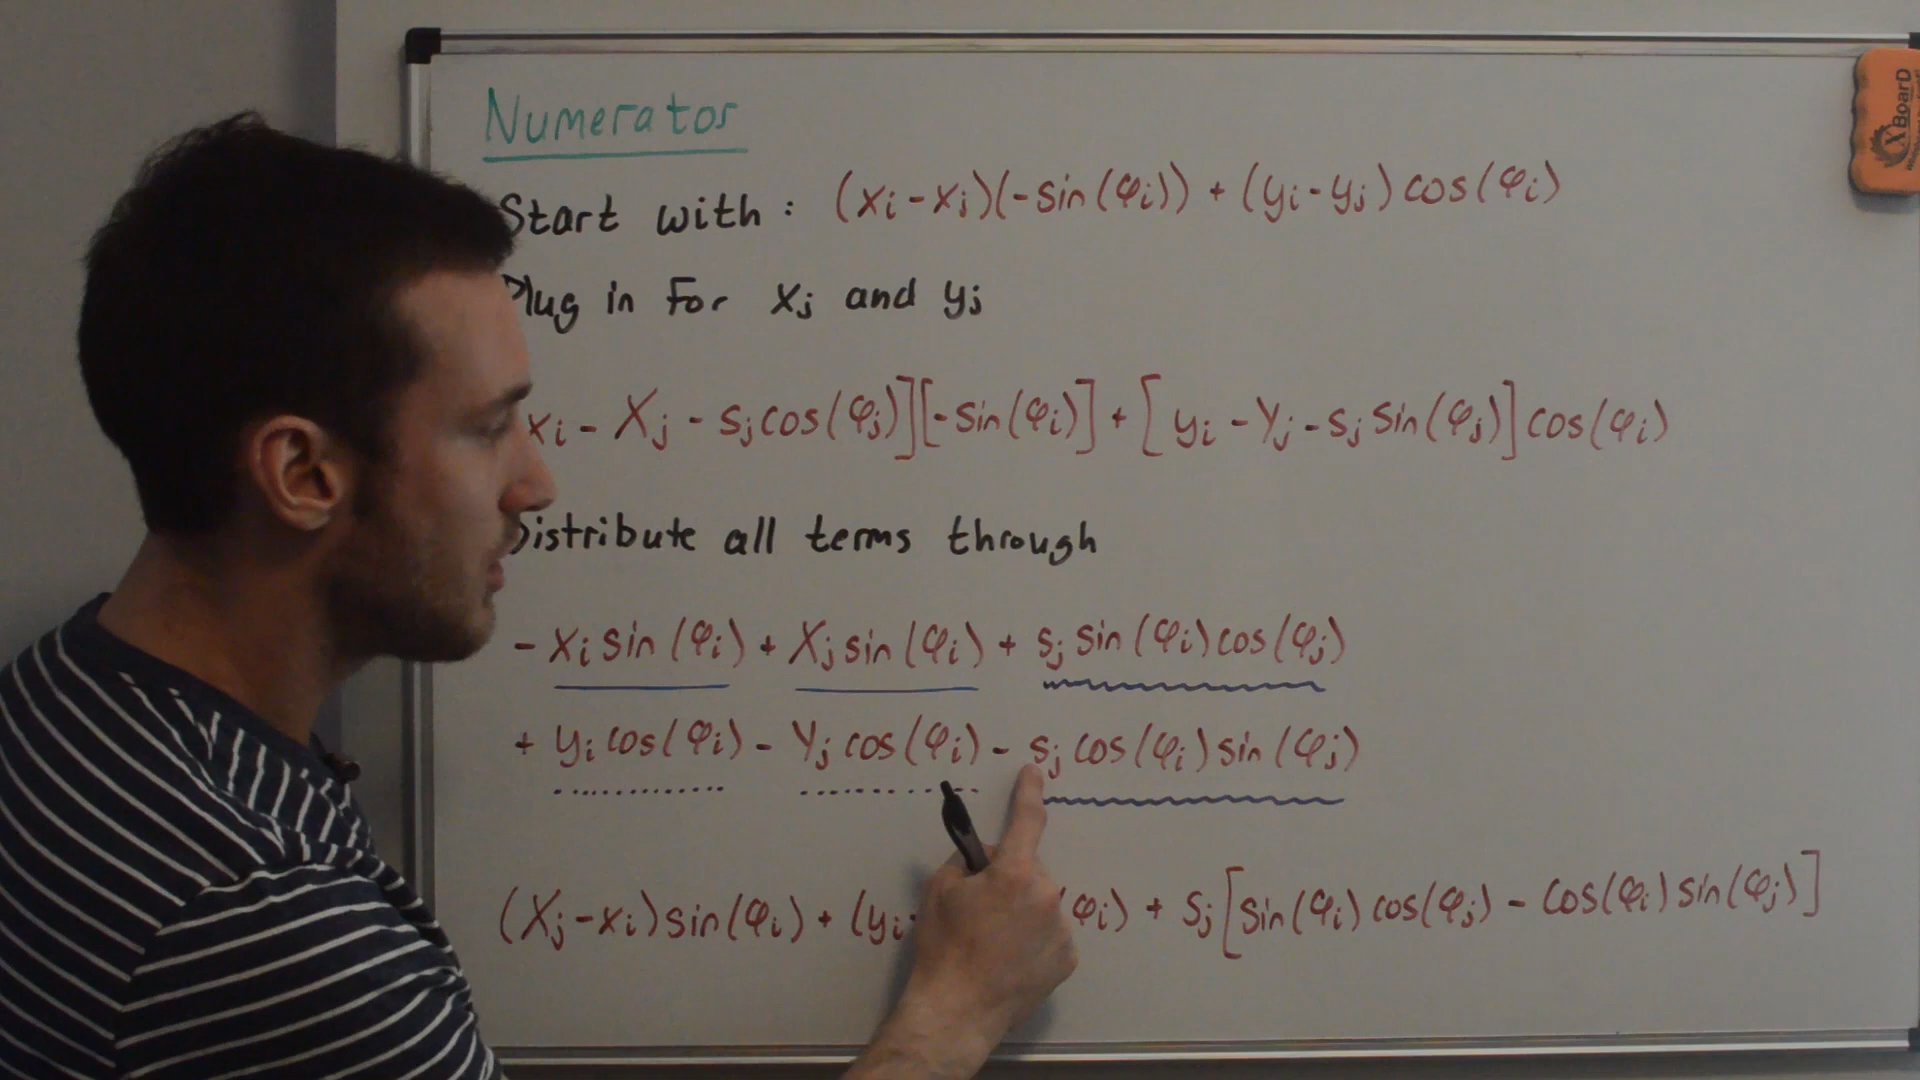 Numerator
Start with: (xi - xj)(-sin(φi)) + (yi - yj) cos(φi)
Plug in for xj and yj
xi - Xj - sj cos(φj)][-sin(φi)] + [yi - Yj - sj sin(φj)] cos(φi)
Distribute all terms through
- xi sin(φi) + Xj sin(φi) + sj sin(φi) cos(φj)
+ yi cos(φi) - Yj cos(φi) - sj cos(φi) sin(φj)
(Xj - xi) sin(φi) + (yi φi) + sj [sin(φi) cos(φj) - cos(φi) sin(φj)]
XBoarD